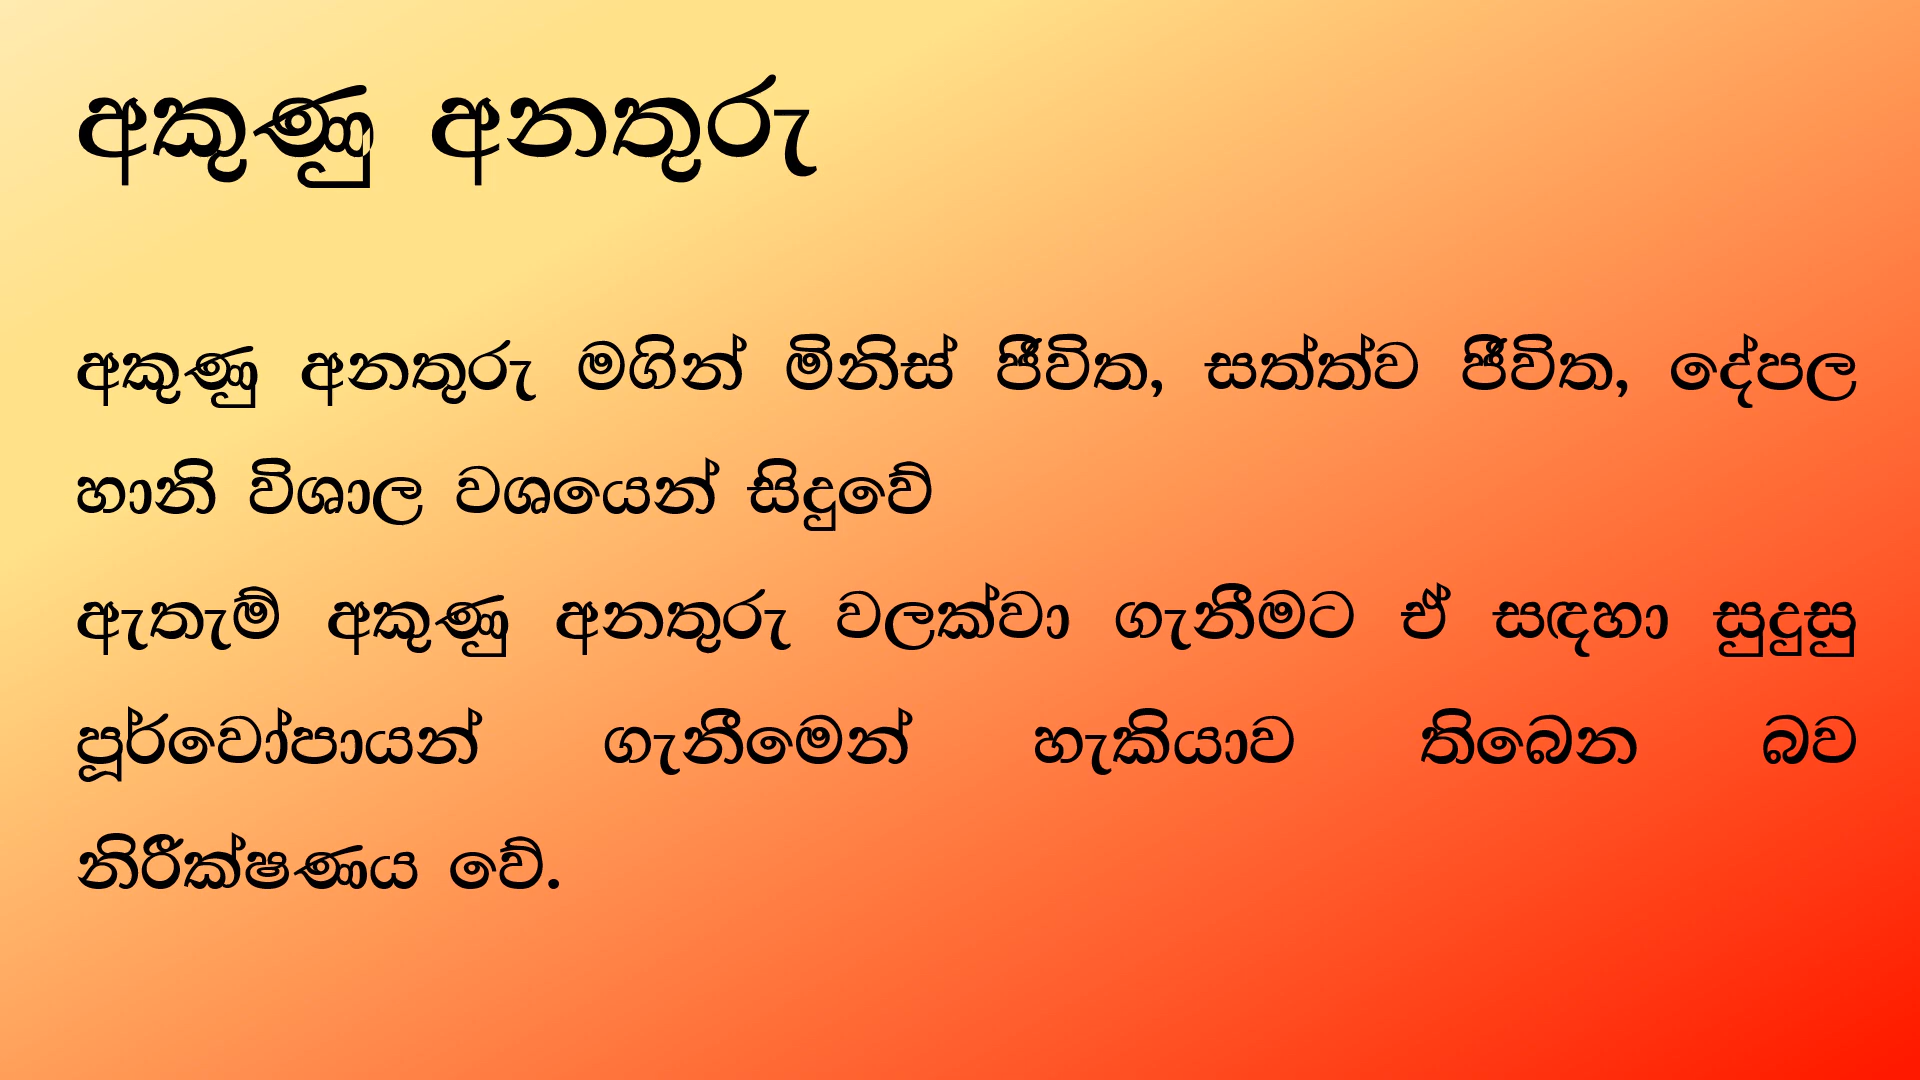 අකුණු අනතුරු
අකුණු අනතුරු මගින් මිනිස් ජීවිත, සත්ත්ව ජීවිත, දේපල
හානි විශාල වශයෙන් සිදුවේ
ඇතැම් අකුණු අනතුරු වලක්වා ගැනීමට ඒ සඳහා සුදුසු
පූර්වෝපායන් ගැනීමෙන් හැකියාව තිබෙන බව
නිරීක්ෂණය වේ.